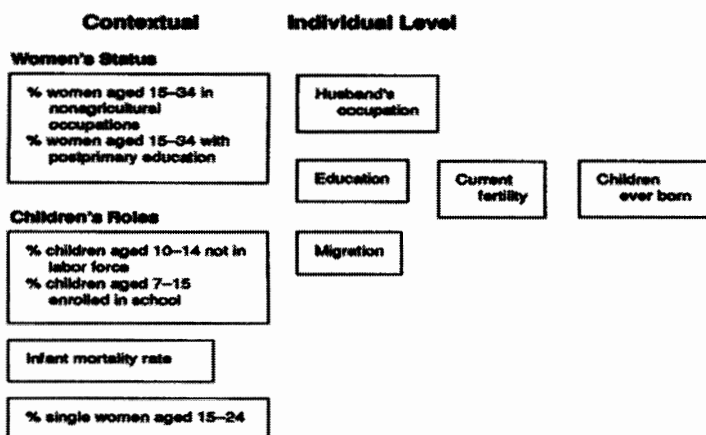 Contextual
Individual Level
Women's Status
% women aged 15–34 in
nonagricultural
occupations
% women aged 15–34 with
postprimary education
Husband's
occupation
Education
Current
fertility
Children
ever born
Children's Roles
% children aged 10–14 not in
labor force
% children aged 7–15
enrolled in school
Migration
Infant mortality rate
% single women aged 15–24